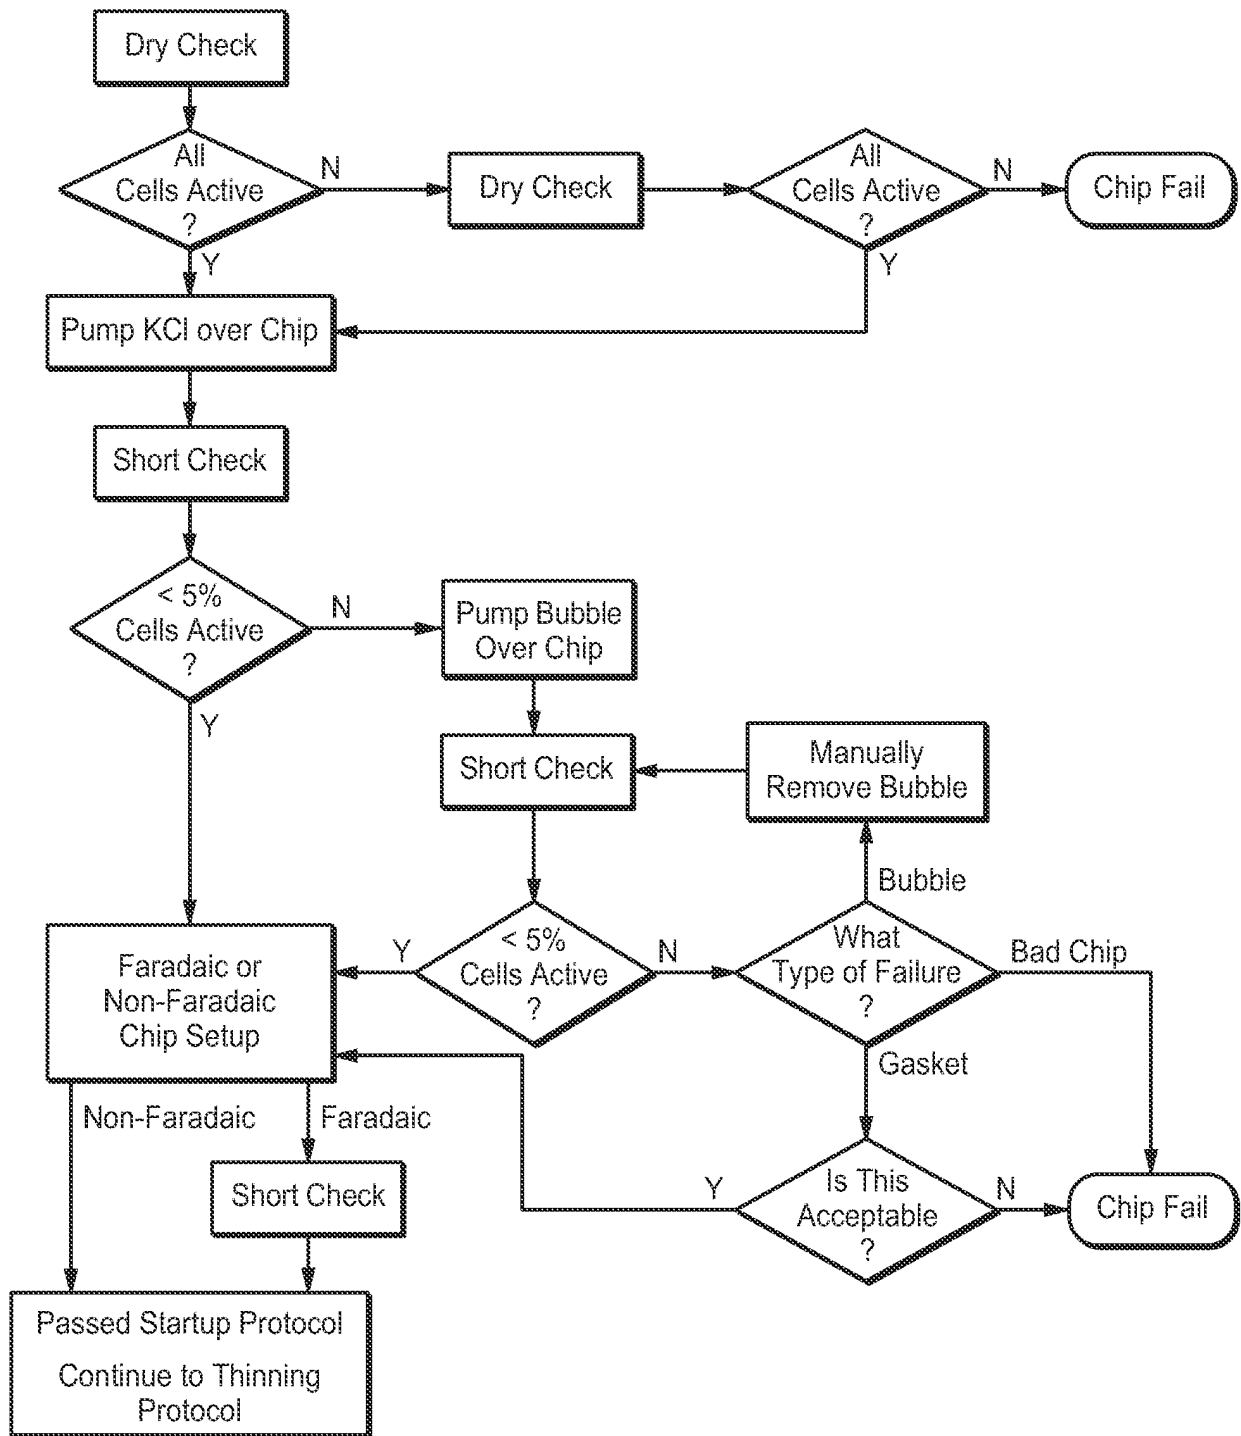 Dry Check
All
Cells Active
?
N
Dry Check
All
Cells Active
?
N
Chip Fail
Y
Y
Pump KCl over Chip
Short Check
< 5%
Cells Active
?
N
Pump Bubble
Over Chip
Y
Short Check
Manually
Remove Bubble
Bubble
Faradaic or
Non-Faradaic
Chip Setup
Y
< 5%
Cells Active
?
N
What
Type of Failure
?
Bad Chip
Gasket
Non-Faradaic
Faradaic
Short Check
Y
Is This
Acceptable
?
N
Chip Fail
Passed Startup Protocol
Continue to Thinning
Protocol